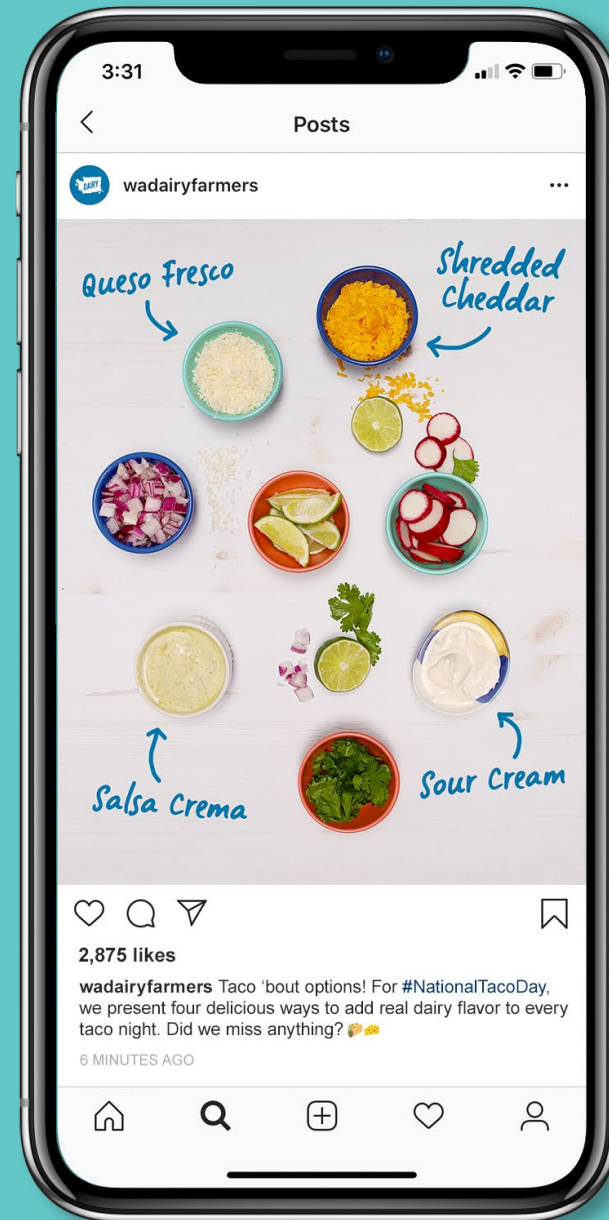 3:31
Posts
DAIRY
wadairyfarmers
Queso Fresco
Shredded
Cheddar
Salsa Crema
Sour Cream
2,875 likes
wadairyfarmers Taco ‘bout options! For #NationalTacoDay,
we present four delicious ways to add real dairy flavor to every
taco night. Did we miss anything? 🌮🧀
6 MINUTES AGO